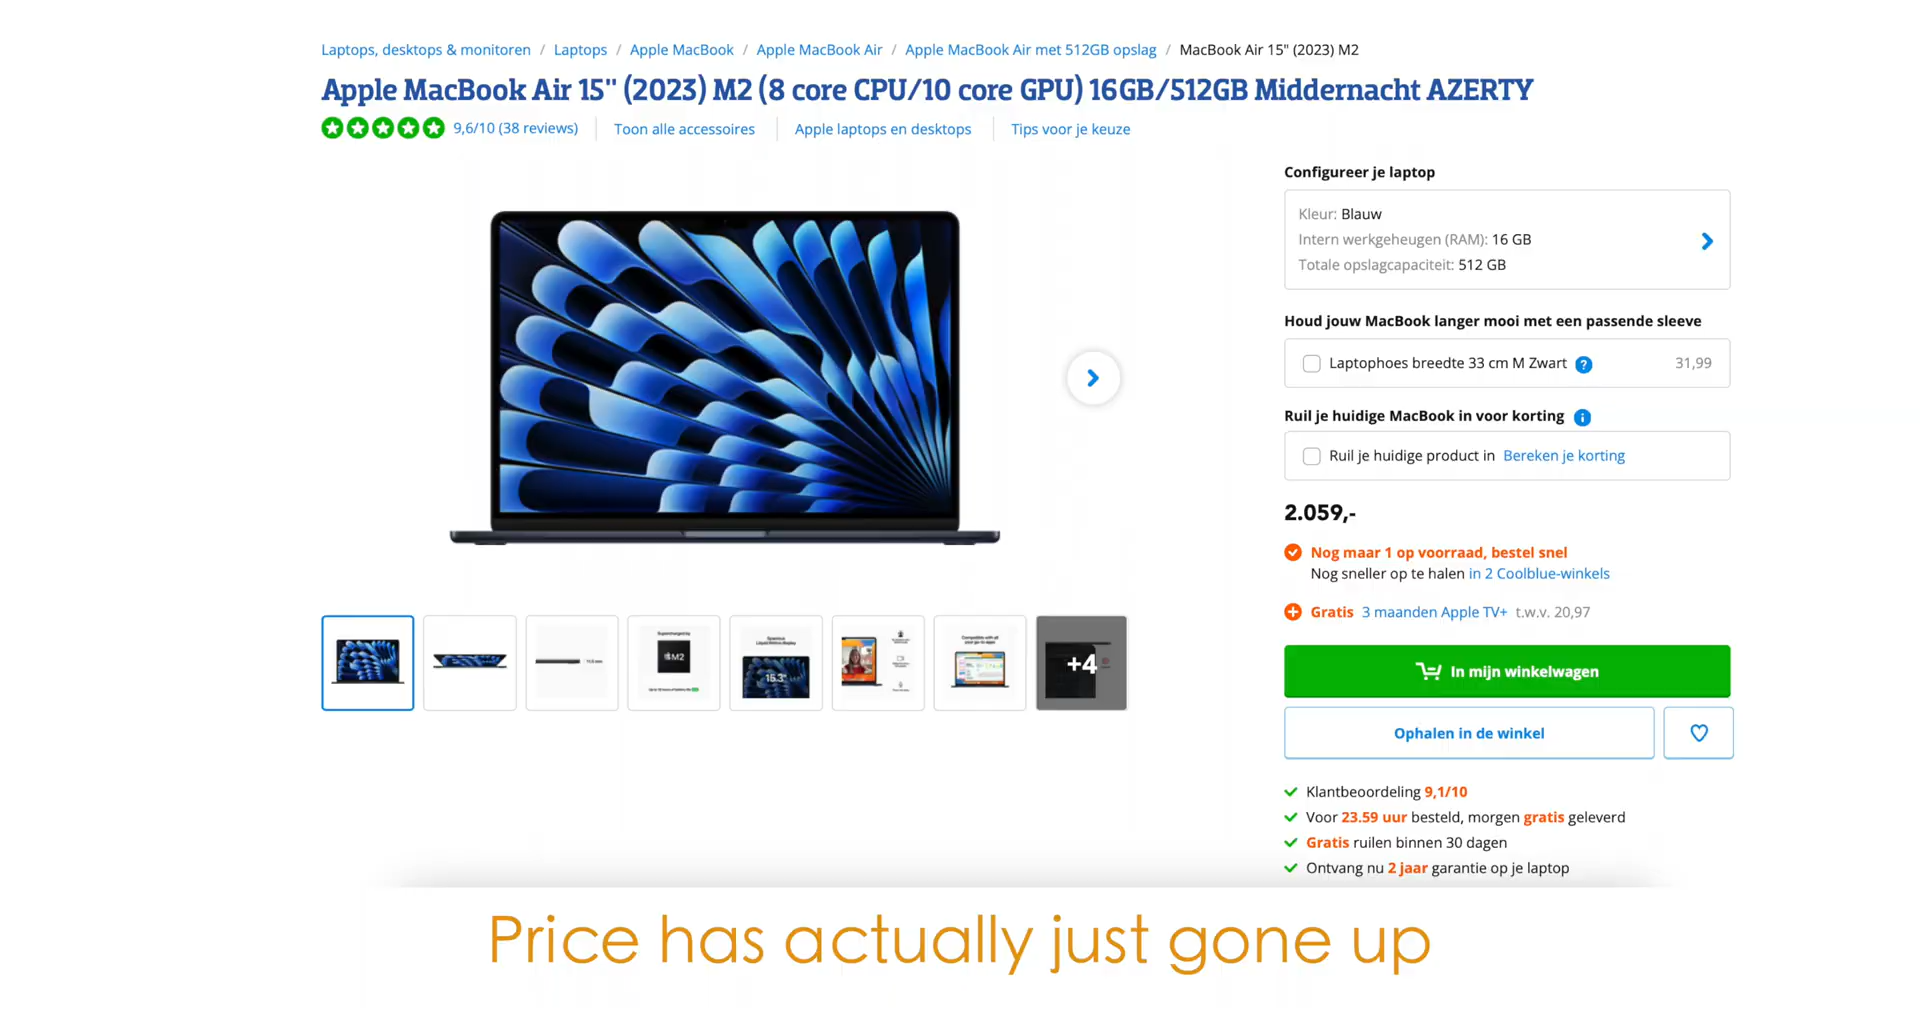 Laptops, desktops & monitoren / Laptops / Apple MacBook / Apple MacBook Air / Apple MacBook Air met 512GB opslag / MacBook Air 15" (2023) M2
Apple MacBook Air 15" (2023) M2 (8 core CPU/10 core GPU) 16GB/512GB Middernacht AZERTY
9,6/10 (38 reviews) Toon alle accessoires Apple laptops en desktops Tips voor je keuze
Configureer je laptop
Kleur: Blauw
Intern werkgeheugen (RAM): 16 GB
Totale opslagcapaciteit: 512 GB
Houd jouw MacBook langer mooi met een passende sleeve
Laptophoes breedte 33 cm M Zwart ? 31,99
Ruil je huidige MacBook in voor korting i
Ruil je huidige product in Bereken je korting
2.059,-
Nog maar 1 op voorraad, bestel snel
Nog sneller op te halen in 2 Coolblue-winkels
Gratis 3 maanden Apple TV+ t.w.v. 20,97
In mijn winkelwagen
Ophalen in de winkel
Klantbeoordeling 9,1/10
Voor 23.59 uur besteld, morgen gratis geleverd
Gratis ruilen binnen 30 dagen
Ontvang nu 2 jaar garantie op je laptop
M2
15.3"
+4
Price has actually just gone up